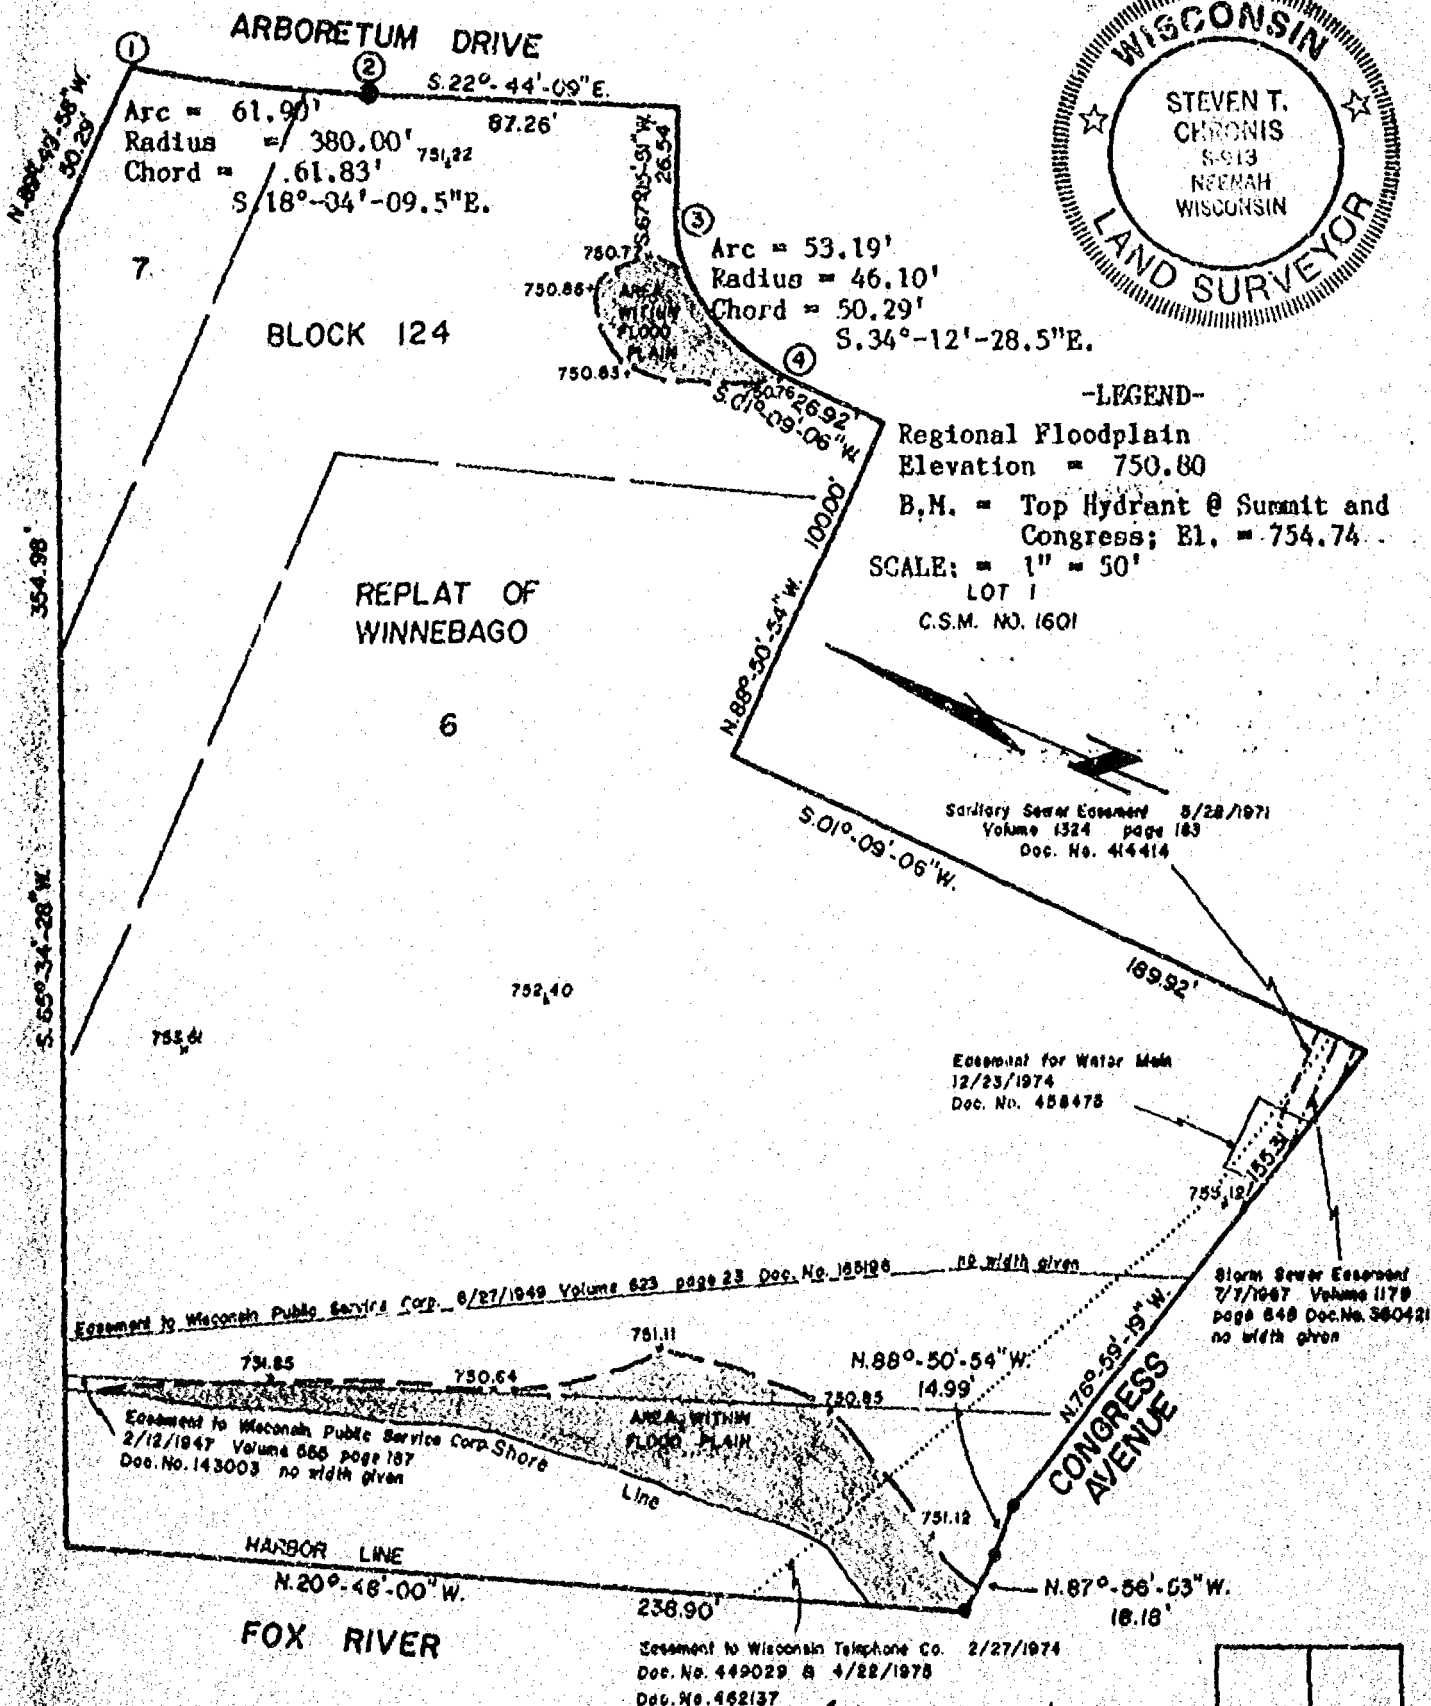 ARBORETUM DRIVE
WISCONSIN
STEVEN T.
CHRONIS
S-913
NEENAH
WISCONSIN
LAND SURVEYOR
1
2
S.22°-44'-09"E.
87.26'
Arc = 61.90'
Radius = 380.00'
Chord = 61.83'
S.18°-04'-09.5"E.
751.22
50.29'
26.54
7
BLOCK 124
3
Arc = 53.19'
Radius = 46.10'
Chord = 50.29'
S.34°-12'-28.5"E.
750.77
750.86
AREA
WITHIN
FLOOD
PLAIN
750.83
4
26.92'
S.01°-09'-06"W.
-LEGEND-
Regional Floodplain
Elevation = 750.80
B.M. = Top Hydrant @ Summit and
Congress; El. = 754.74
SCALE: = 1" = 50'
LOT 1
C.S.M. NO. 1601
100.00'
N.88°-50'-54"W.
354.98'
S.65°-34'-28"W.
REPLAT OF
WINNEBAGO
6
S.01°-09'-06"W.
189.92'
Sanitary Sewer Easement 5/28/1971
Volume 1324 page 183
Doc. No. 414414
752.40
753.61
Easement for Water Main
12/23/1974
Doc. No. 458475
155.31'
755.12
Storm Sewer Easement
7/7/1967 Volume 1179
page 648 Doc.No. 360421
no width given
Easement to Wisconsin Public Service Corp. 6/27/1949 Volume 623 page 23 Doc. No. 165196 no width given
N.76°-59'-19"W.
CONGRESS
AVENUE
751.11
751.85
750.64
750.85
N.88°-50'-54"W.
14.99'
AREA WITHIN
FLOOD PLAIN
Easement to Wisconsin Public Service Corp.
2/12/1947 Volume page 187
Doc.No.143003 no width given
Shore
Line
751.12
HARBOR LINE
N.20°-46'-00"W.
238.90'
N.87°-56'-03"W.
18.18'
FOX RIVER
Easement to Wisconsin Telephone Co. 2/27/1974
Doc. No. 449029 & 4/22/1975
Doc. No. 462137